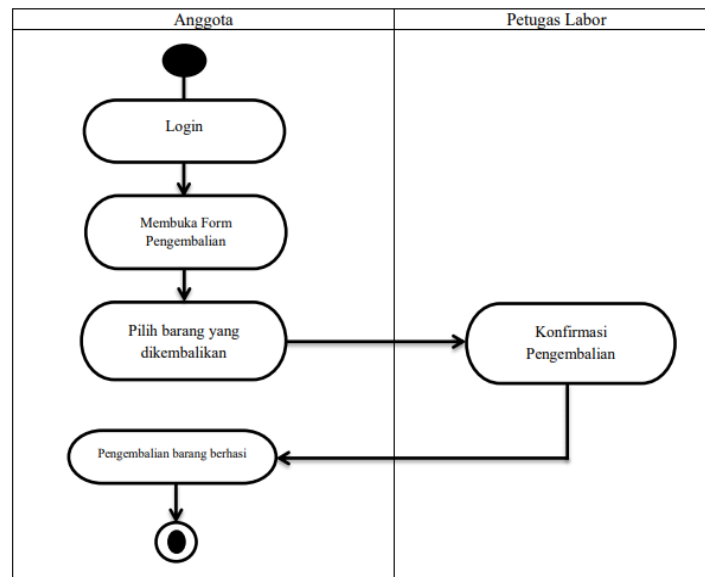 Anggota
Petugas Labor
Login
Membuka Form
Pengembalian
Pilih barang yang
dikembalikan
Konfirmasi
Pengembalian
Pengembalian barang berhasi